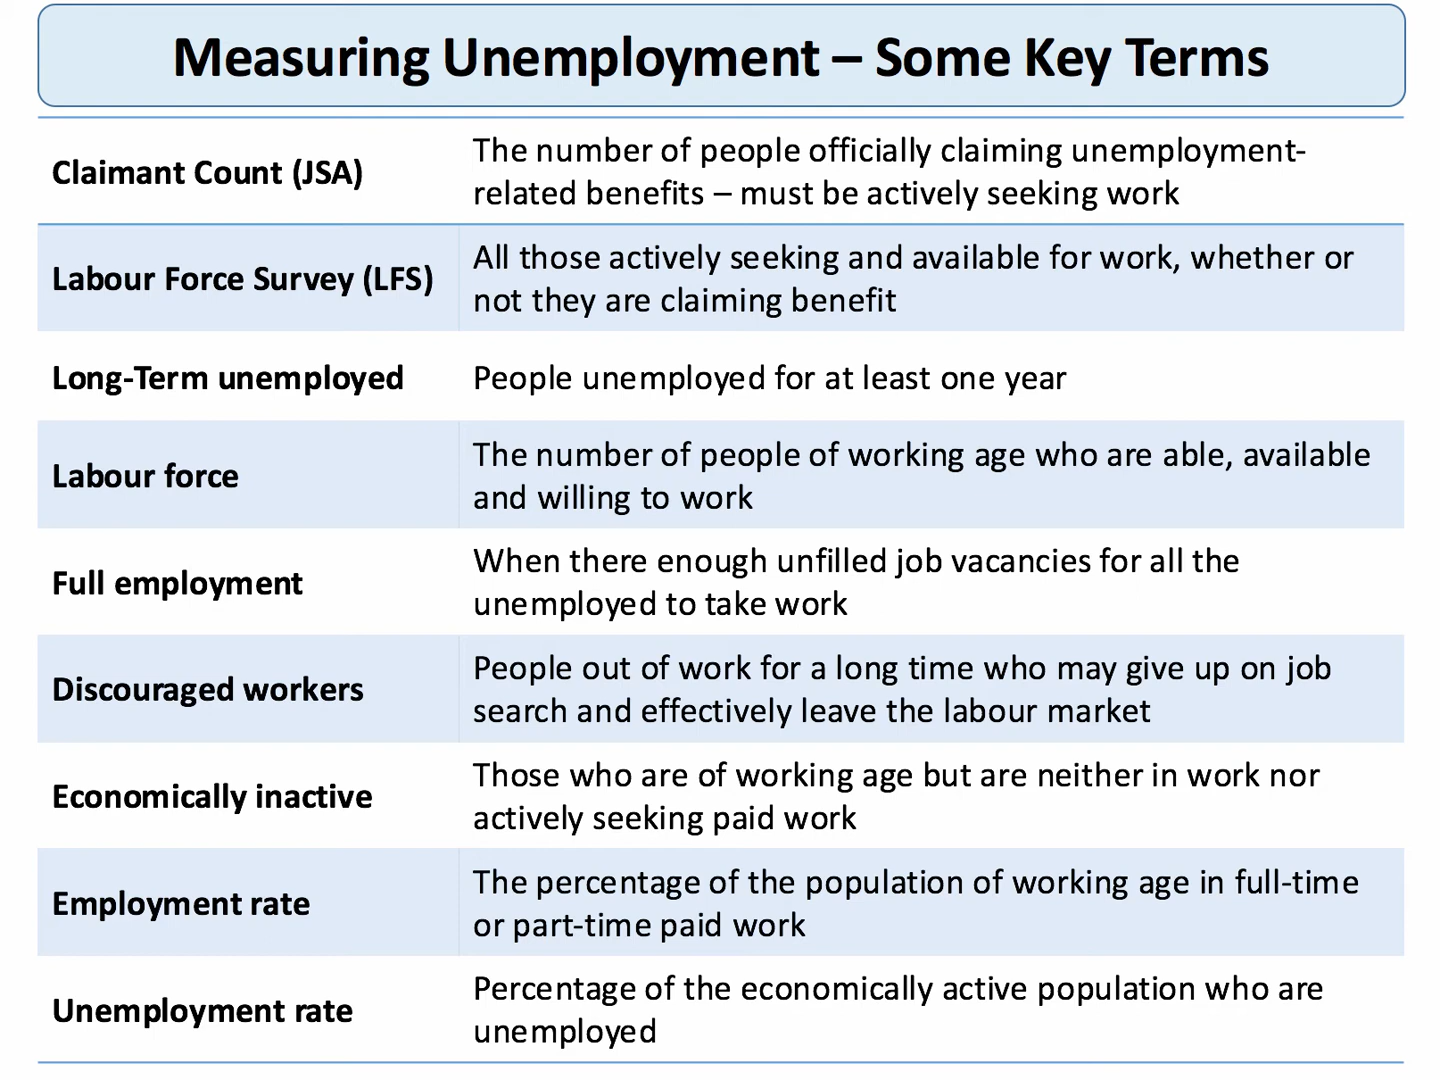 Measuring Unemployment – Some Key Terms
Claimant Count (JSA)
The number of people officially claiming unemployment-
related benefits – must be actively seeking work
Labour Force Survey (LFS)
All those actively seeking and available for work, whether or
not they are claiming benefit
Long-Term unemployed
People unemployed for at least one year
Labour force
The number of people of working age who are able, available
and willing to work
Full employment
When there enough unfilled job vacancies for all the
unemployed to take work
Discouraged workers
People out of work for a long time who may give up on job
search and effectively leave the labour market
Economically inactive
Those who are of working age but are neither in work nor
actively seeking paid work
Employment rate
The percentage of the population of working age in full-time
or part-time paid work
Unemployment rate
Percentage of the economically active population who are
unemployed